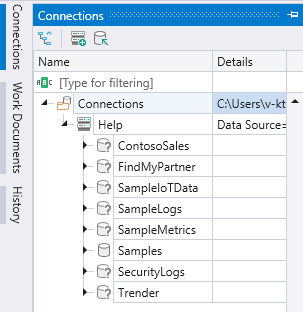 Connections
Work Documents
History
Connections
Name Details
ABC [Type for filtering]
Connections C:\Users\v-kt
Help Data Source=
ContosoSales
FindMyPartner
SampleIoTData
SampleLogs
SampleMetrics
Samples
SecurityLogs
Trender